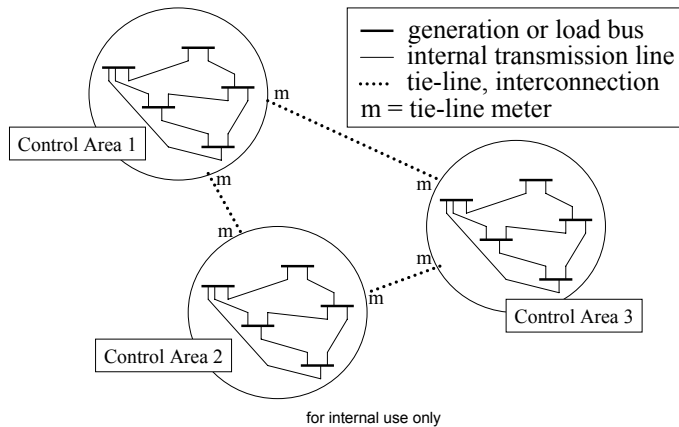 generation or load bus
internal transmission line
tie-line, interconnection
m = tie-line meter
m
Control Area 1
m
m
m
m
m
Control Area 3
Control Area 2
for internal use only